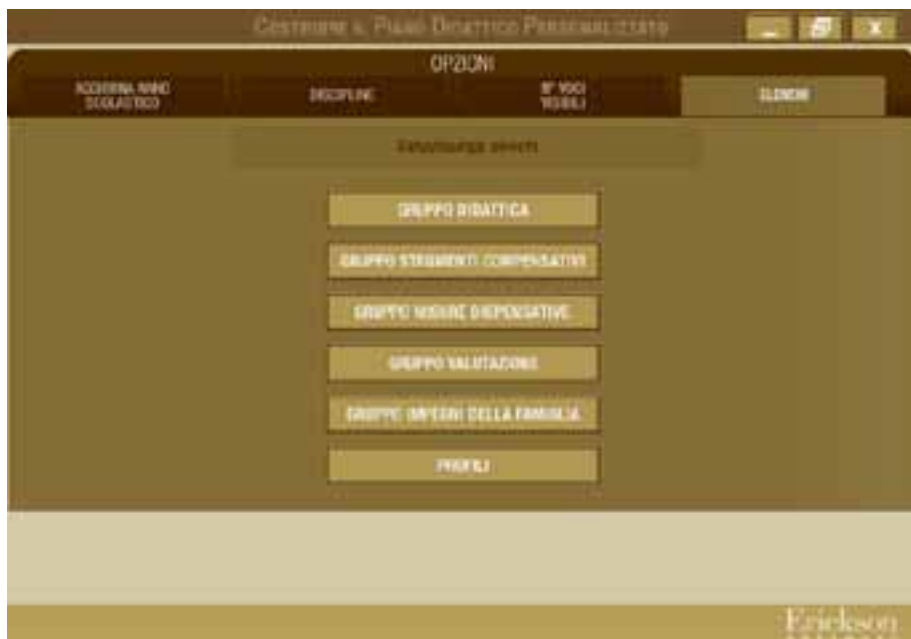 COSTRUIRE IL PIANO DIDATTICO PERSONALIZZATO
OPZIONI
AGGIORNA ANNO
SCOLASTICO
DISCIPLINE
N° VOCI
VISIBILI
ELENCHI
GRUPPO DIDATTICA
GRUPPO STRUMENTI COMPENSATIVI
GRUPPO MISURE DISPENSATIVE
GRUPPO VALUTAZIONE
GRUPPO IMPEGNI DELLA FAMIGLIA
PROFILI
Erickson